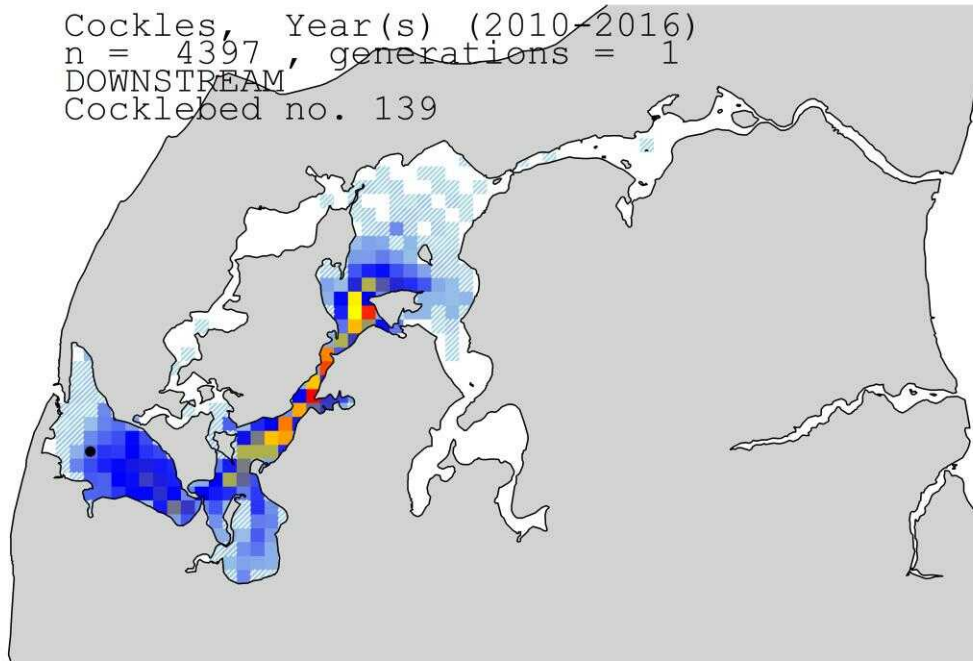 Cockles, Year(s) (2010-2016)
n = 4397 , generations = 1
DOWNSTREAM
Cocklebed no. 139